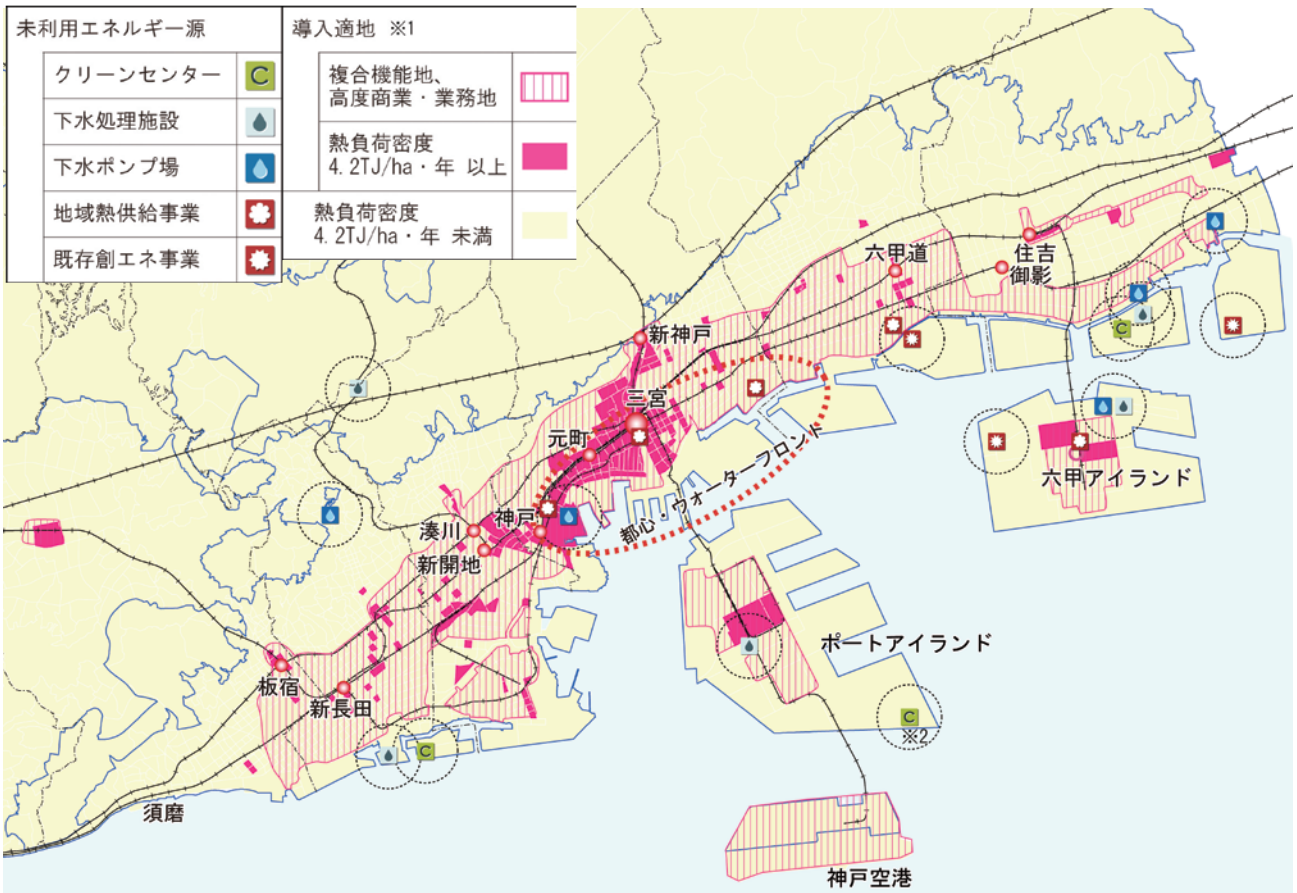 未利用エネルギー源
クリーンセンター
C
下水処理施設
下水ポンプ場
地域熱供給事業
既存創エネ事業
導入適地 ※1
複合機能地、
高度商業・業務地
熱負荷密度
4.2TJ/ha・年 以上
熱負荷密度
4.2TJ/ha・年 未満
六甲道
住吉
御影
新神戸
三宮
元町
都心・ウォーターフロント
六甲アイランド
湊川
神戸
新開地
ポートアイランド
板宿
新長田
C
C
C
※2
須磨
神戸空港